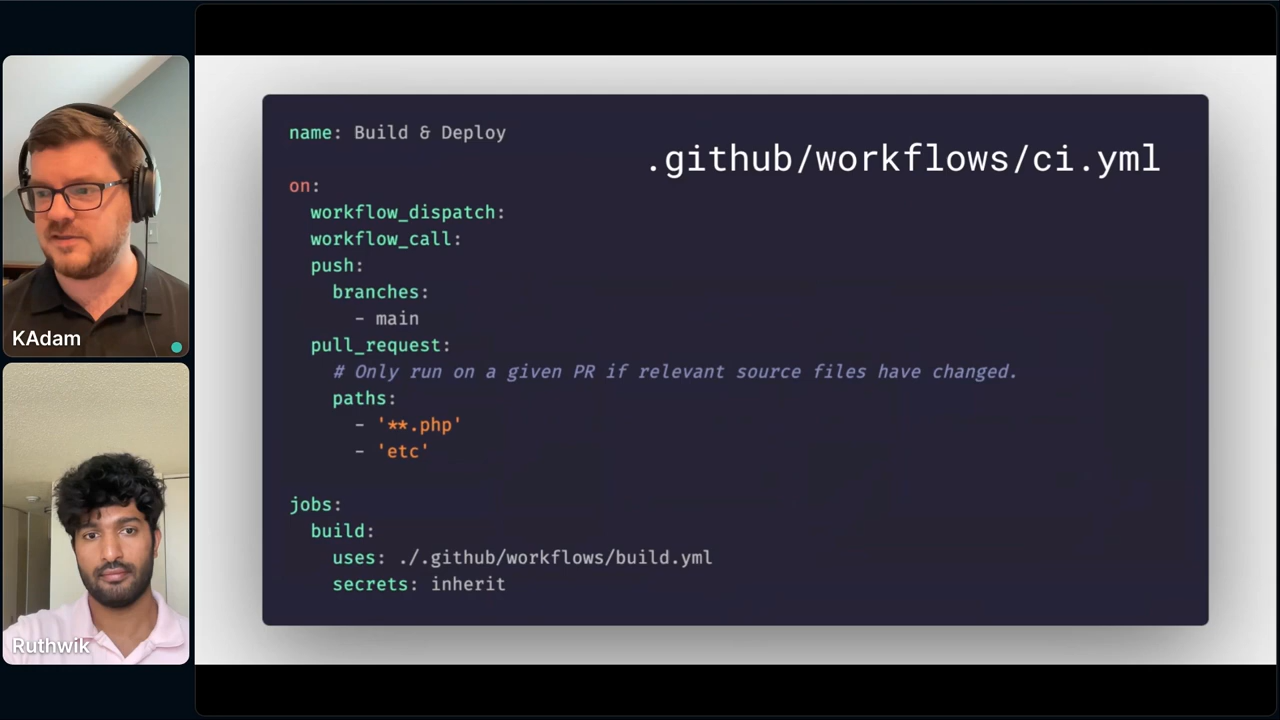 KAdam
Ruthwik
.github/workflows/ci.yml
name: Build & Deploy
on:
  workflow_dispatch:
  workflow_call:
  push:
    branches:
      - main
  pull_request:
    # Only run on a given PR if relevant source files have changed.
    paths:
      - '**.php'
      - 'etc'
jobs:
  build:
    uses: ./.github/workflows/build.yml
    secrets: inherit